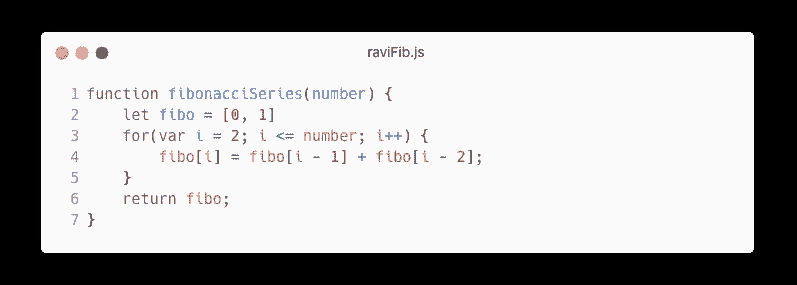 raviFib.js
1 function fibonacciSeries(number) {
2     let fibo = [0, 1]
3     for(var i = 2; i <= number; i++) {
4         fibo[i] = fibo[i - 1] + fibo[i - 2];
5     }
6     return fibo;
7 }